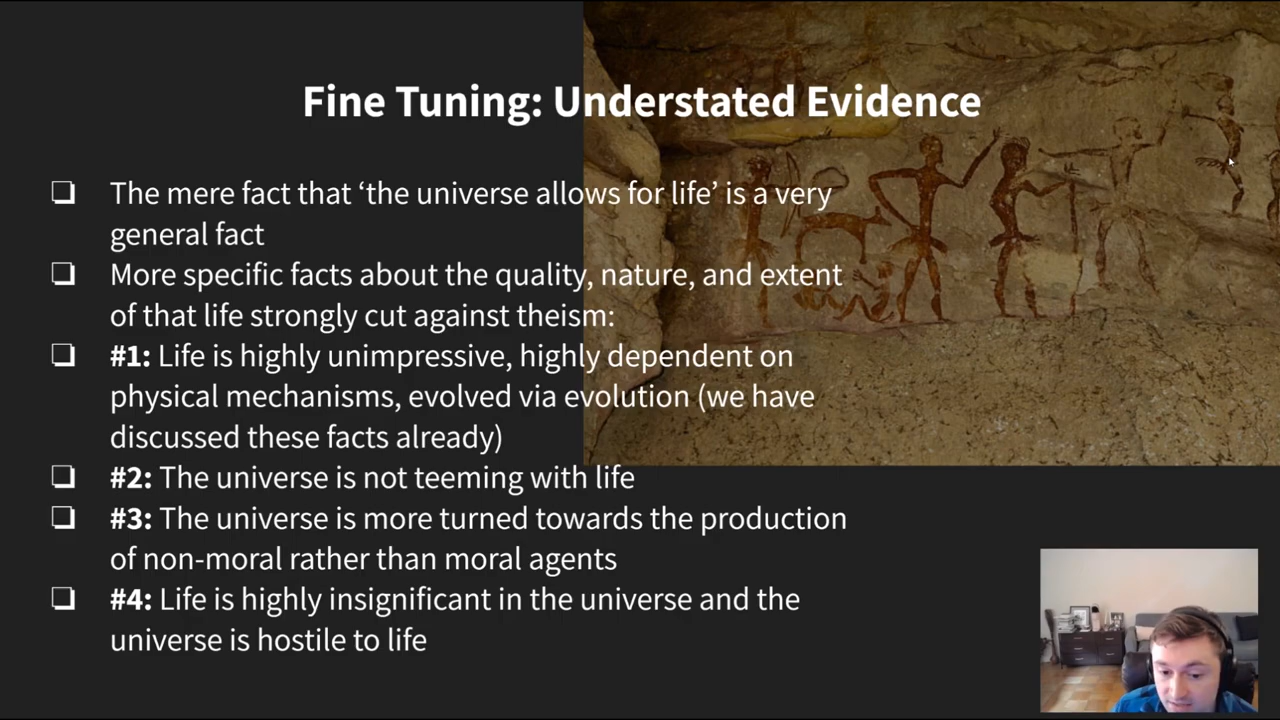 Fine Tuning: Understated Evidence
❏ The mere fact that ‘the universe allows for life’ is a very
general fact
❏ More specific facts about the quality, nature, and extent
of that life strongly cut against theism:
❏ #1: Life is highly unimpressive, highly dependent on
physical mechanisms, evolved via evolution (we have
discussed these facts already)
❏ #2: The universe is not teeming with life
❏ #3: The universe is more turned towards the production
of non-moral rather than moral agents
❏ #4: Life is highly insignificant in the universe and the
universe is hostile to life